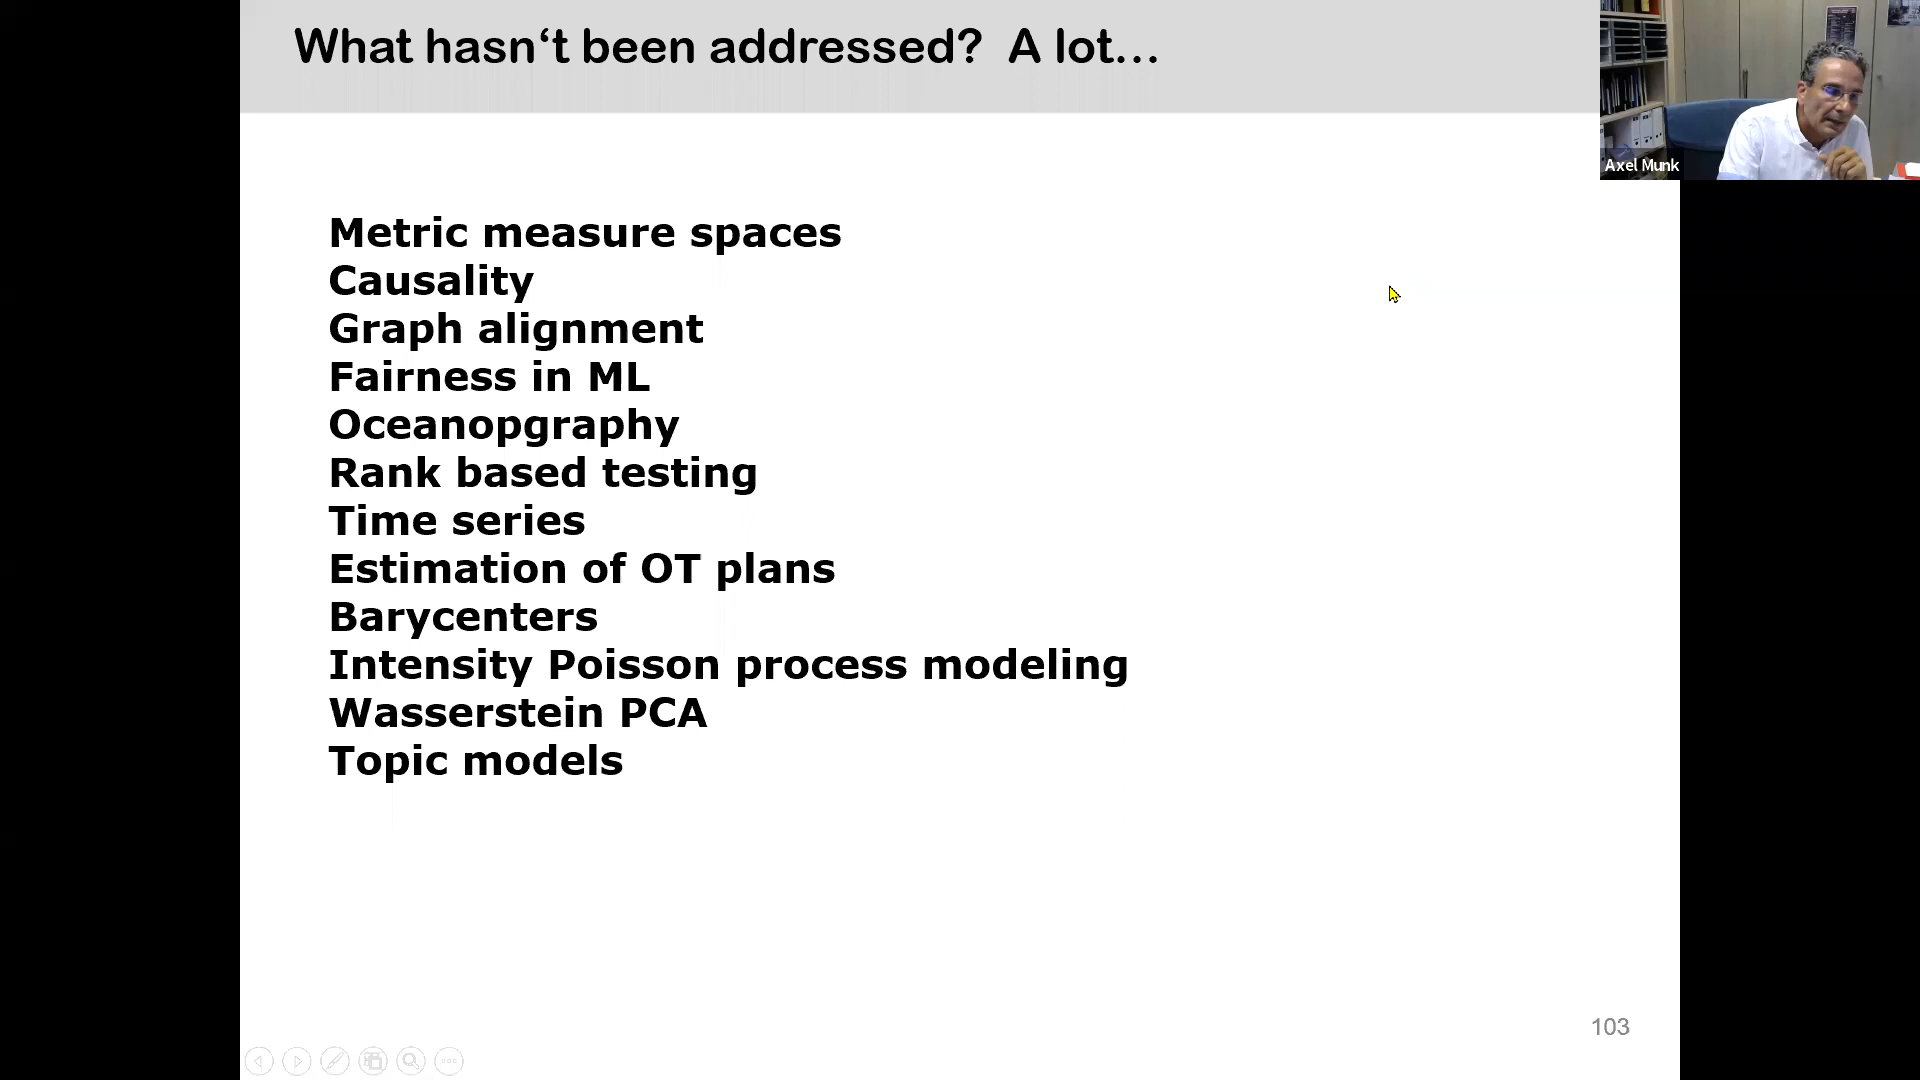 What hasn‘t been addressed? A lot...
Axel Munk
Metric measure spaces
Causality
Graph alignment
Fairness in ML
Oceanopgraphy
Rank based testing
Time series
Estimation of OT plans
Barycenters
Intensity Poisson process modeling
Wasserstein PCA
Topic models
103